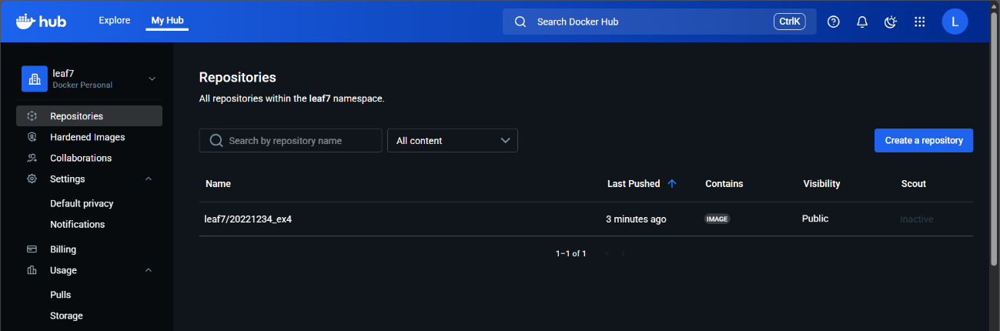 hub Explore My Hub Search Docker Hub CtrlK L
leaf7
Docker Personal
Repositories
Hardened Images
Collaborations
Settings
Default privacy
Notifications
Billing
Usage
Pulls
Storage
Repositories
All repositories within the leaf7 namespace.
Search by repository name All content Create a repository
Name Last Pushed Contains Visibility Scout
leaf7/20221234_ex4 3 minutes ago IMAGE Public Inactive
1–1 of 1